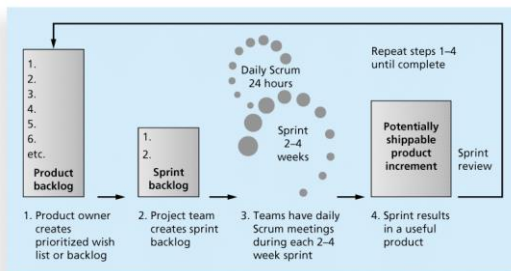 1.
2.
3.
4.
5.
6.
etc.
Product
backlog
1.
2.
Sprint
backlog
Daily Scrum
24 hours
Sprint
2–4
weeks
Repeat steps 1–4
until complete
Potentially
shippable
product
increment
Sprint
review
1. Product owner
creates
prioritized wish
list or backlog
2. Project team
creates sprint
backlog
3. Teams have daily
Scrum meetings
during each 2–4
week sprint
4. Sprint results
in a useful
product